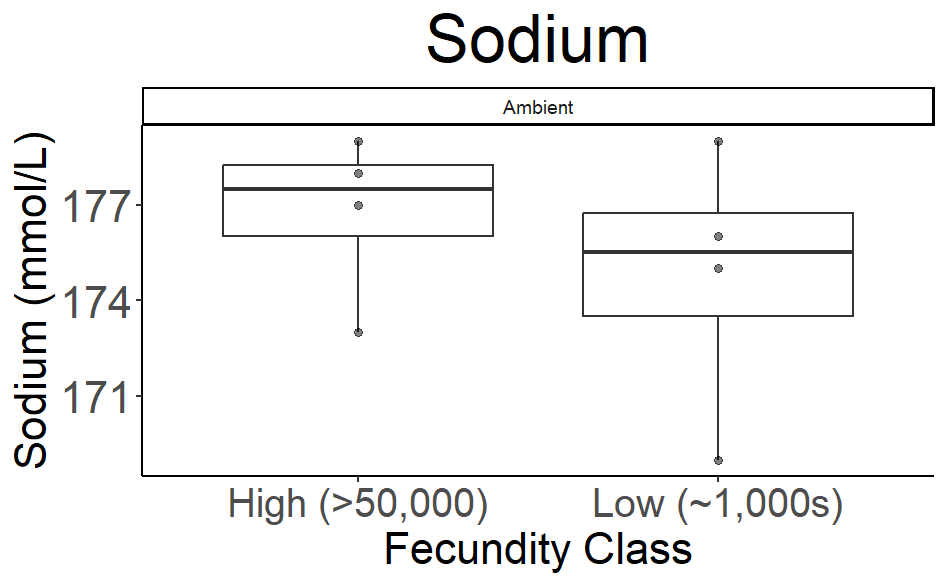 Sodium
Ambient
Sodium (mmol/L)
177
174
171
High (>50,000)
Low (~1,000s)
Fecundity Class